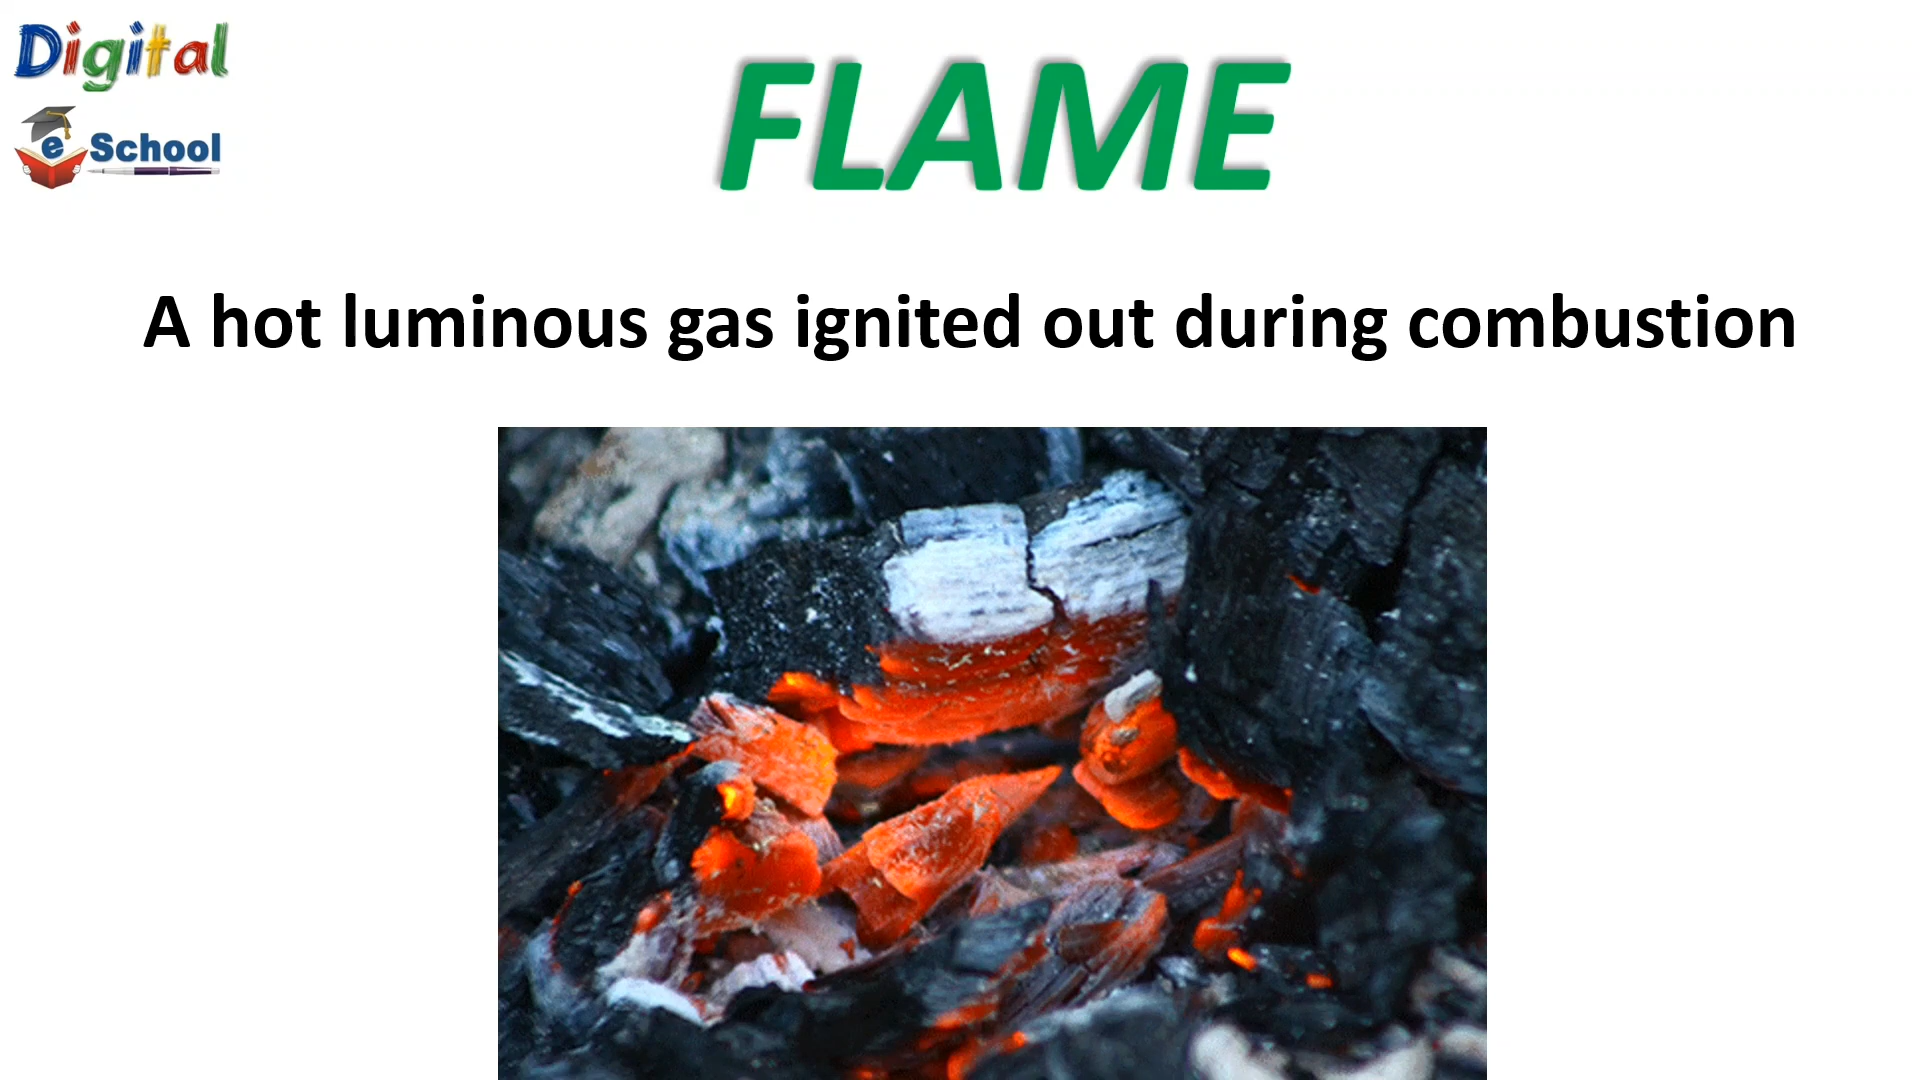 Digital
e School
FLAME
A hot luminous gas ignited out during combustion